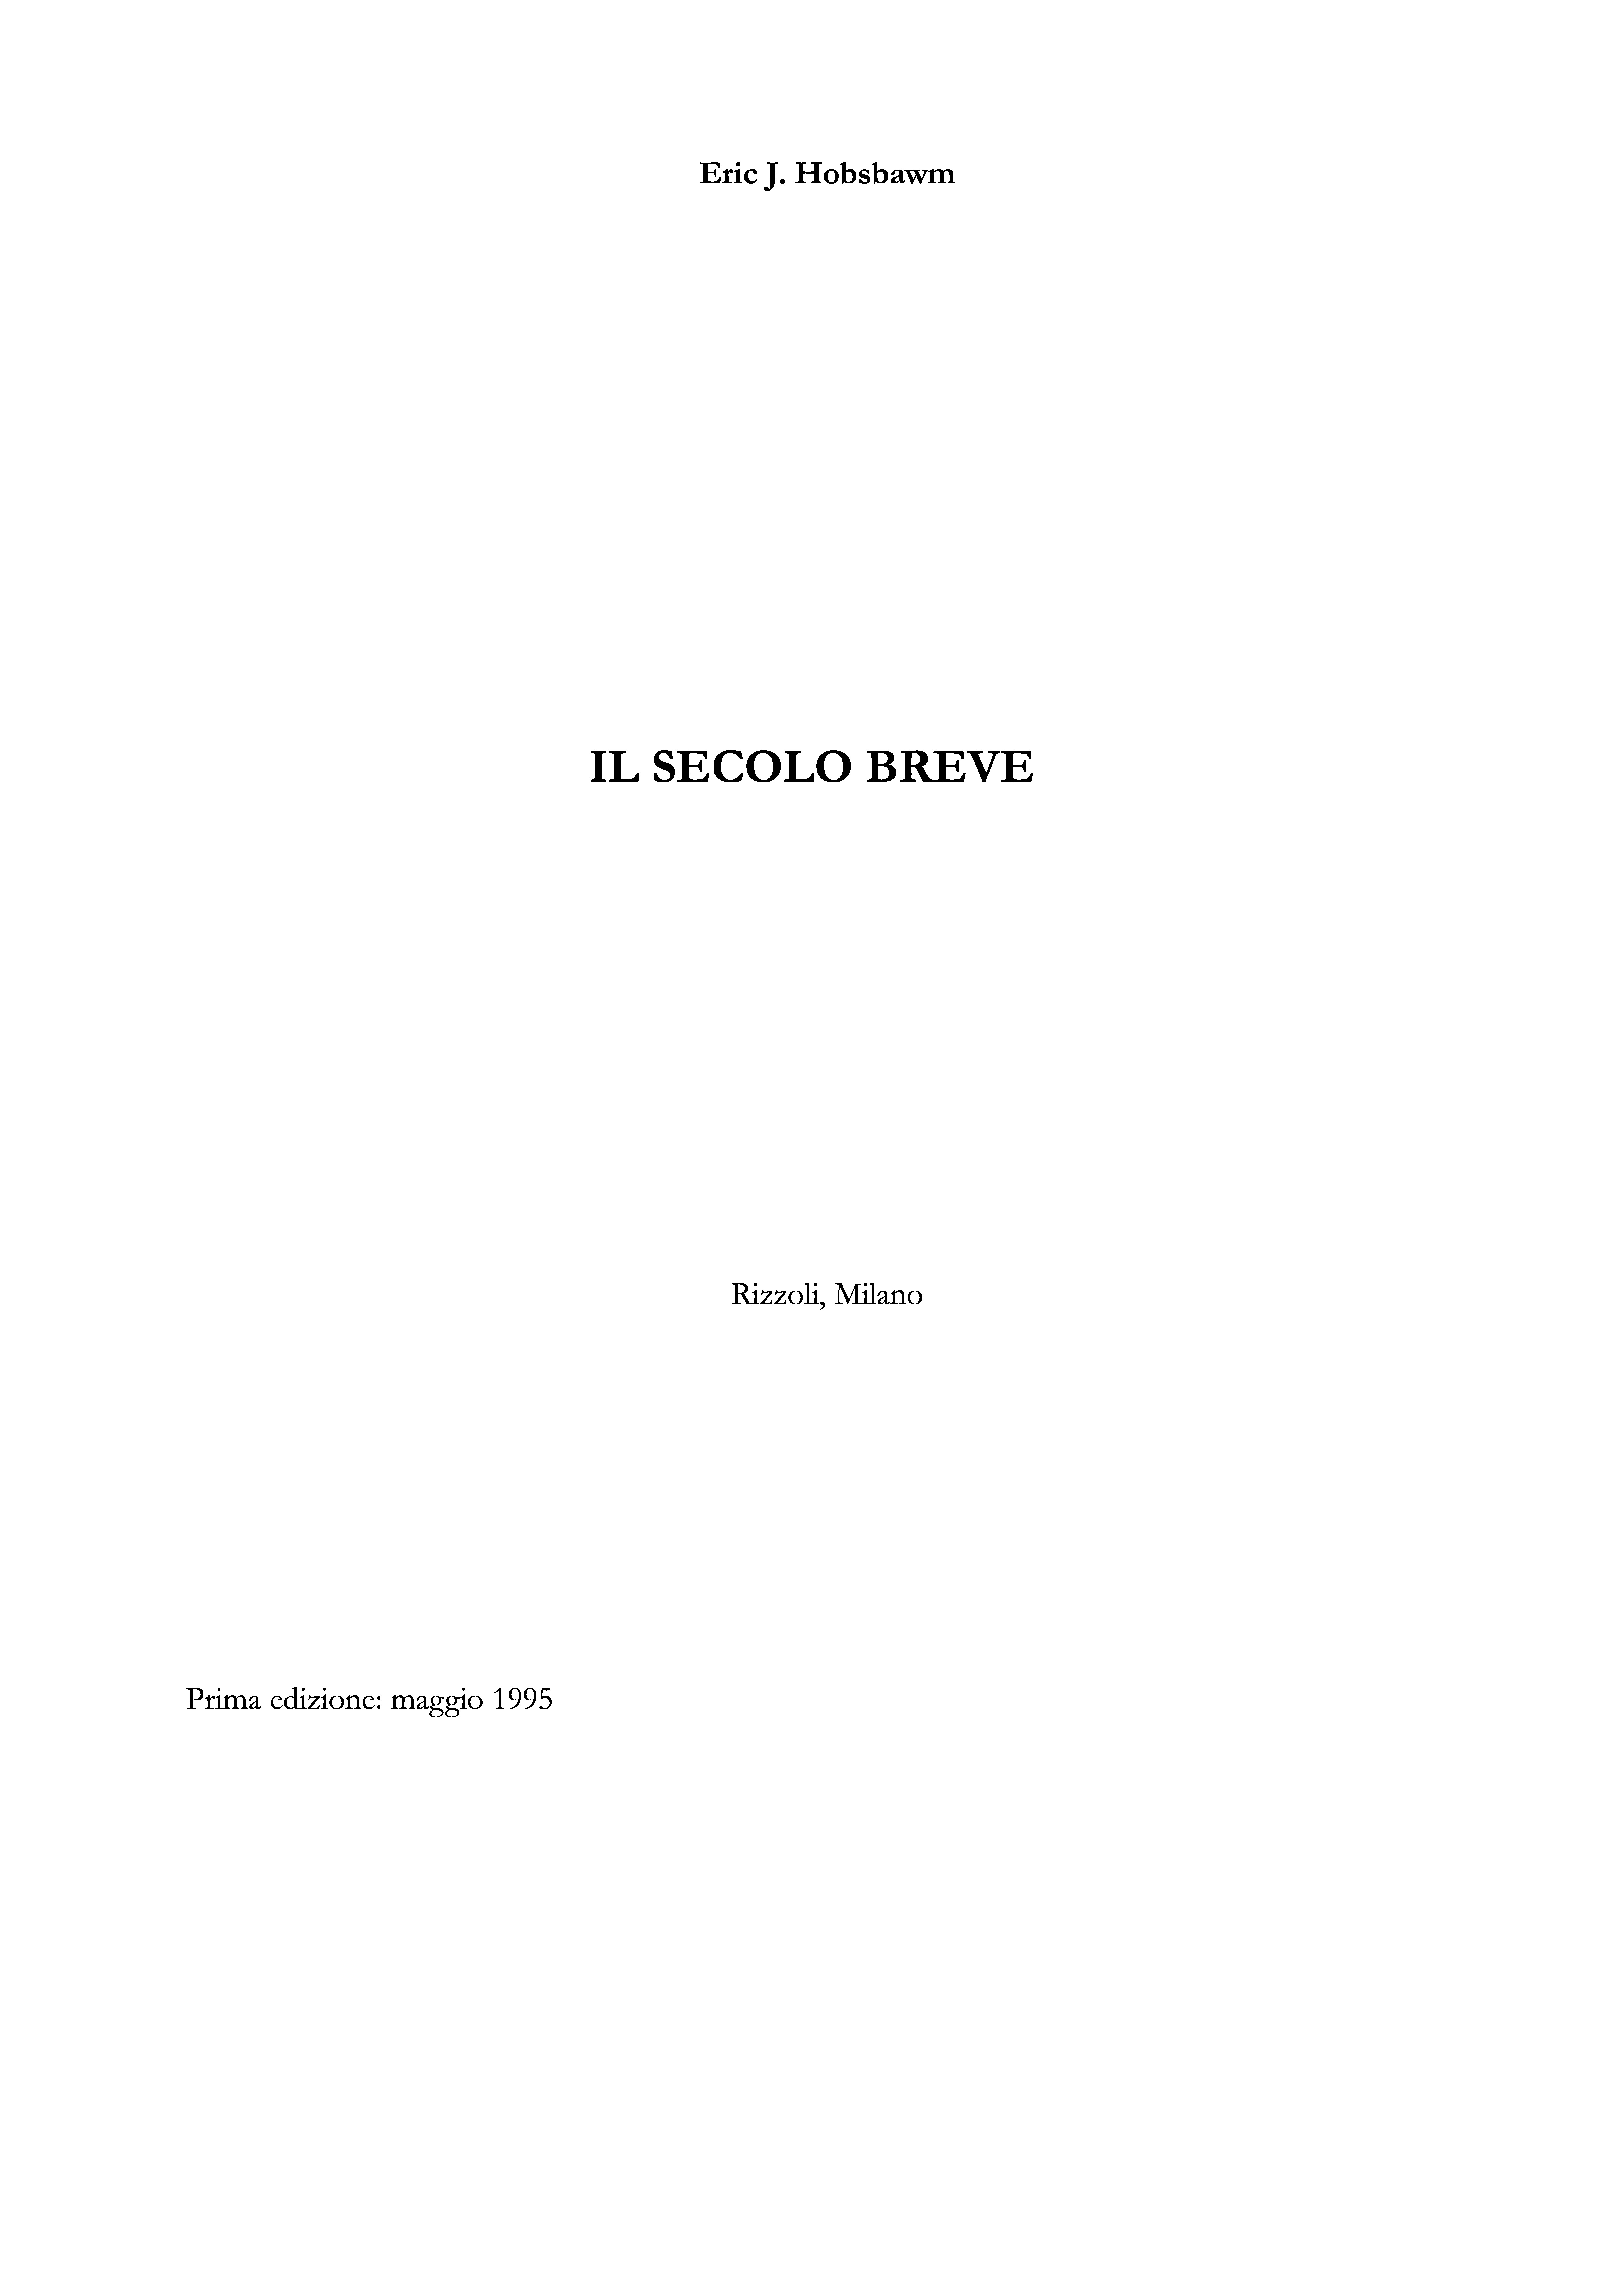 Eric J. Hobsbawm
IL SECOLO BREVE
Rizzoli, Milano
Prima edizione: maggio 1995